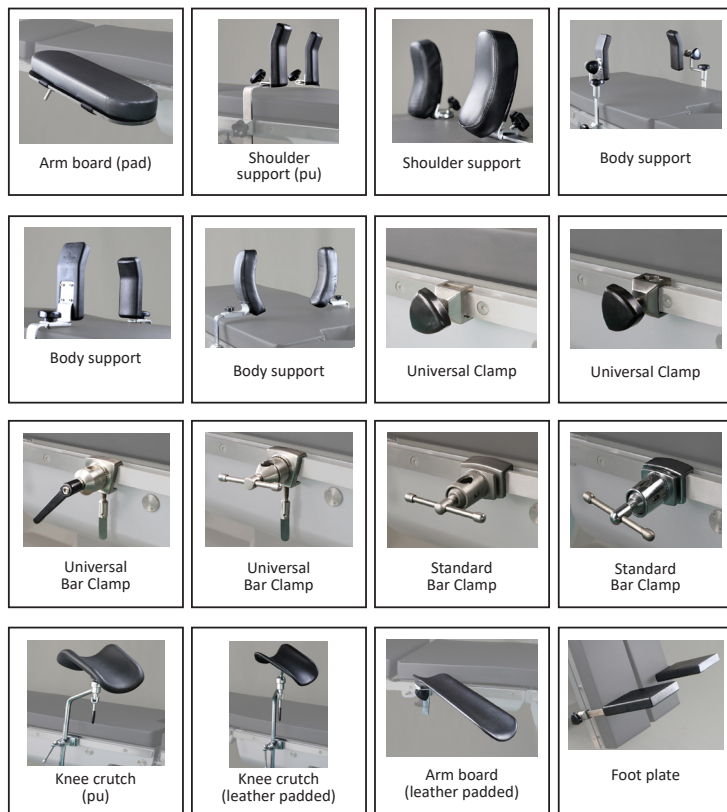 Arm board (pad)
Shoulder
support (pu)
Shoulder support
Body support
Body support
Body support
Universal Clamp
Universal Clamp
Universal
Bar Clamp
Universal
Bar Clamp
Standard
Bar Clamp
Standard
Bar Clamp
Knee crutch
(pu)
Knee crutch
(leather padded)
Arm board
(leather padded)
Foot plate